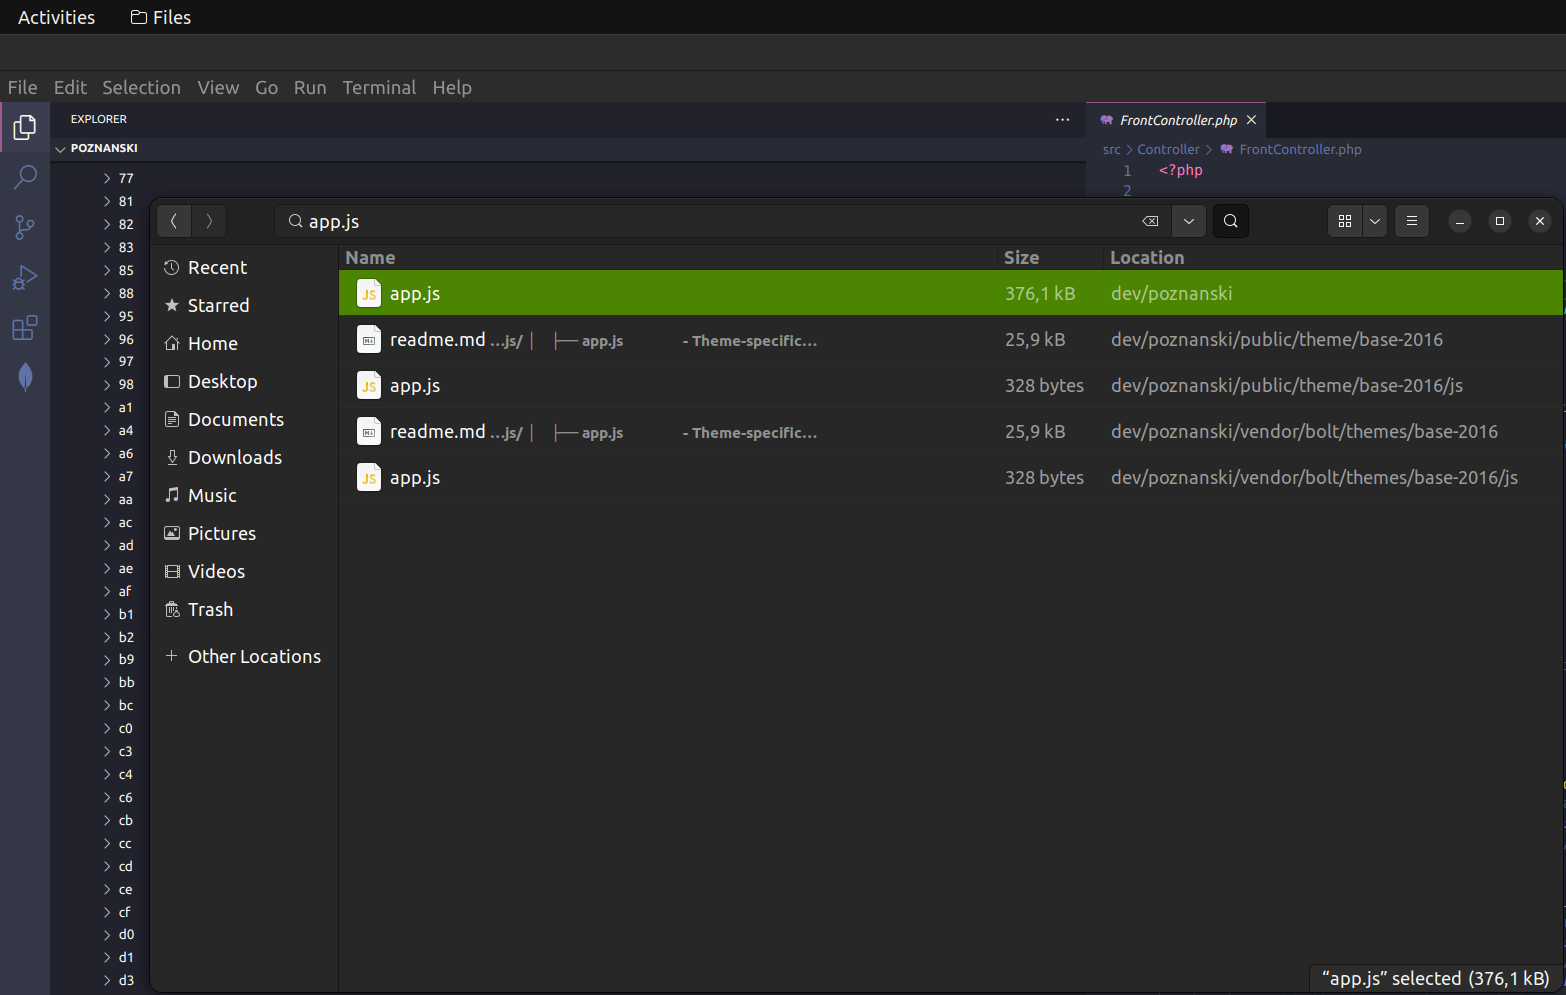 Activities Files
File Edit Selection View Go Run Terminal Help
EXPLORER ···
POZNANSKI
77
81
82
83
85
88
95
96
97
98
a1
a4
a6
a7
aa
ac
ad
ae
af
b1
b2
b9
bb
bc
c0
c3
c4
c6
cb
cc
cd
ce
cf
d0
d1
d3
FrontController.php
src > Controller > FrontController.php
1 <?php
2
app.js
Recent
Starred
Home
Desktop
Documents
Downloads
Music
Pictures
Videos
Trash
+ Other Locations
Name Size Location
JS app.js 376,1 kB dev/poznanski
readme.md ...js/ │ ├── app.js - Theme-specific... 25,9 kB dev/poznanski/public/theme/base-2016
JS app.js 328 bytes dev/poznanski/public/theme/base-2016/js
readme.md ...js/ │ ├── app.js - Theme-specific... 25,9 kB dev/poznanski/vendor/bolt/themes/base-2016
JS app.js 328 bytes dev/poznanski/vendor/bolt/themes/base-2016/js
“app.js” selected (376,1 kB)